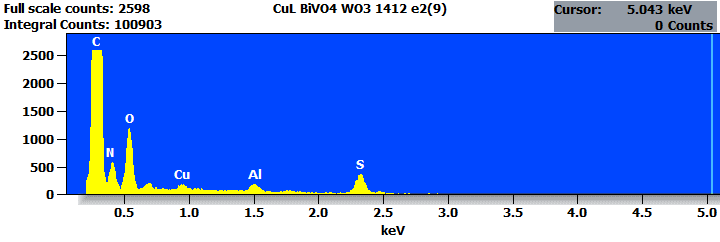 Full scale counts: 2598 CuL BiVO4 WO3 1412 e2(9) Cursor: 5.043 keV
Integral Counts: 100903 0 Counts
C
2500
2000
1500
O
1000
N
500
Cu
Al
S
0
0.5 1.0 1.5 2.0 2.5 3.0 3.5 4.0 4.5 5.0
keV